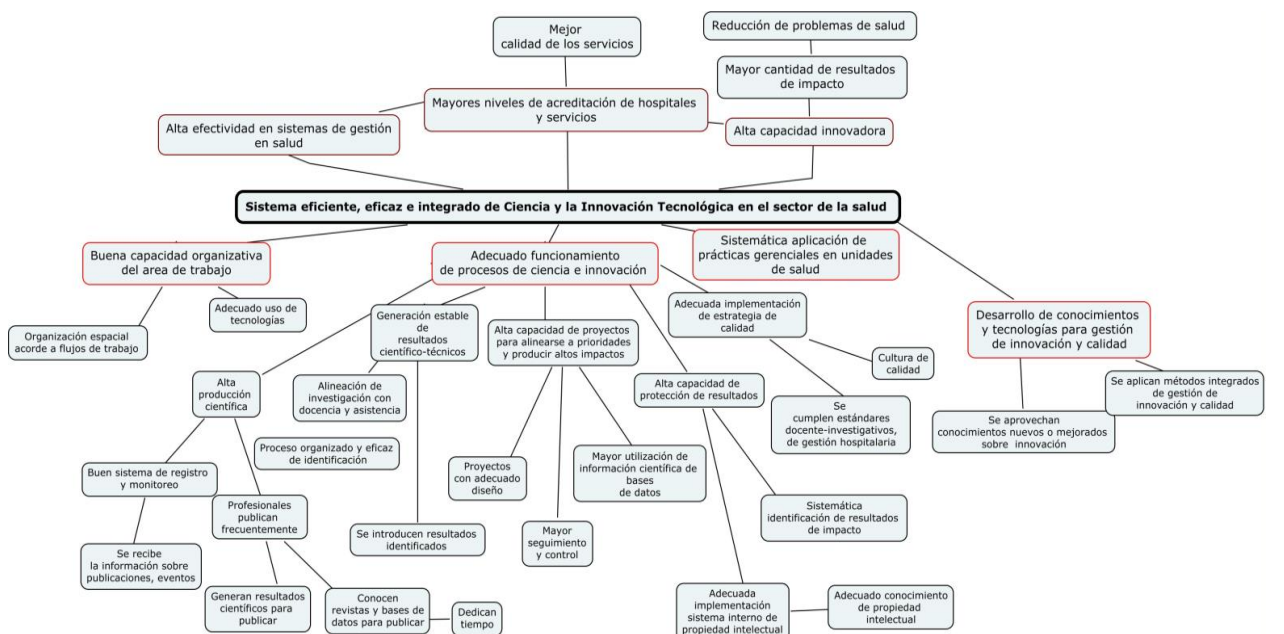 Mejor
calidad de los servicios
Reducción de problemas de salud
Mayor cantidad de resultados
de impacto
Mayores niveles de acreditación de hospitales
y servicios
Alta efectividad en sistemas de gestión
en salud
Alta capacidad innovadora
Sistema eficiente, eficaz e integrado de Ciencia y la Innovación Tecnológica en el sector de la salud
Buena capacidad organizativa
del area de trabajo
Adecuado funcionamiento
de procesos de ciencia e innovación
Sistemática aplicación de
prácticas gerenciales en unidades
de salud
Desarrollo de conocimientos
y tecnologías para gestión
de innovación y calidad
Organización espacial
acorde a flujos de trabajo
Adecuado uso de
tecnologías
Generación estable
de
resultados
científico-técnicos
Alta capacidad de proyectos
para alinearse a prioridades
y producir altos impactos
Adecuada implementación
de estrategia de
calidad
Cultura de
calidad
Alta
producción
científica
Alineación de
investigación con
docencia y asistencia
Alta capacidad de
protección de resultados
Se
cumplen estándares
docente-investigativos,
de gestión hospitalaria
Se aprovechan
conocimientos nuevos o mejorados
sobre innovación
Se aplican métodos integrados
de gestión de
innovación y calidad
Proceso organizado y eficaz
de identificación
Buen sistema de registro
y monitoreo
Profesionales
publican
frecuentemente
Proyectos
con adecuado
diseño
Mayor utilización de
información científica de
bases
de datos
Sistemática
identificación de resultados
de impacto
Se introducen resultados
identificados
Mayor
seguimiento
y control
Se recibe
la información sobre
publicaciones, eventos
Generan resultados
científicos para
publicar
Conocen
revistas y bases de
datos para publicar
Dedican
tiempo
Adecuada
implementación
sistema interno de
propiedad intelectual
Adecuado conocimiento
de propiedad
intelectual